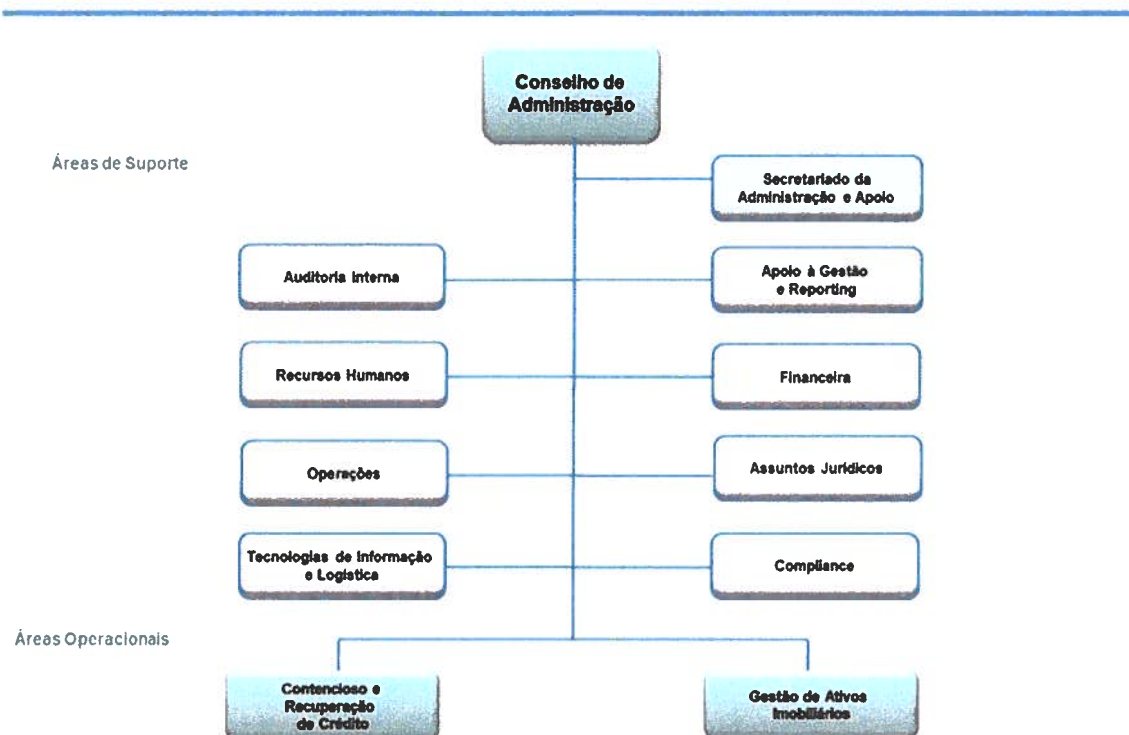 Conselho de
Administração
Áreas de Suporte
Secretariado da
Administração e Apoio
Auditoria Interna
Apoio à Gestão
e Reporting
Recursos Humanos
Financeira
Operações
Assuntos Jurídicos
Tecnologias de Informação
e Logística
Compliance
Áreas Operacionais
Contencioso e
Recuperação
de Crédito
Gestão de Ativos
Imobiliários